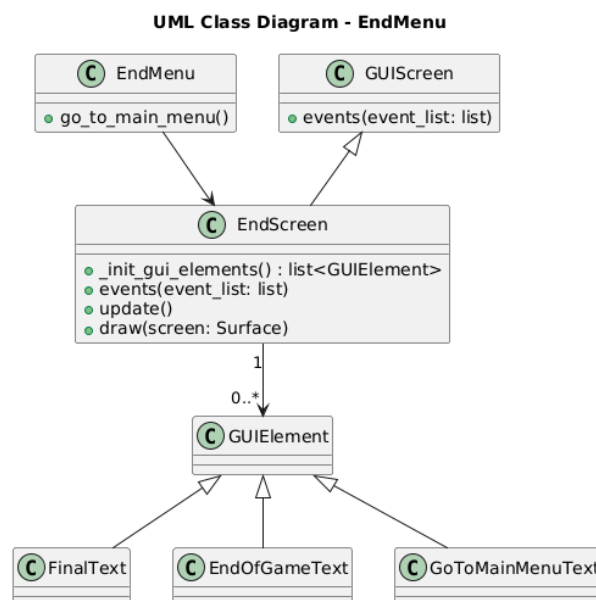 UML Class Diagram - EndMenu
C EndMenu
go_to_main_menu()
C GUIScreen
events(event_list: list)
C EndScreen
_init_gui_elements() : list<GUIElement>
events(event_list: list)
update()
draw(screen: Surface)
1
0..*
C GUIElement
C FinalText
C EndOfGameText
C GoToMainMenuText